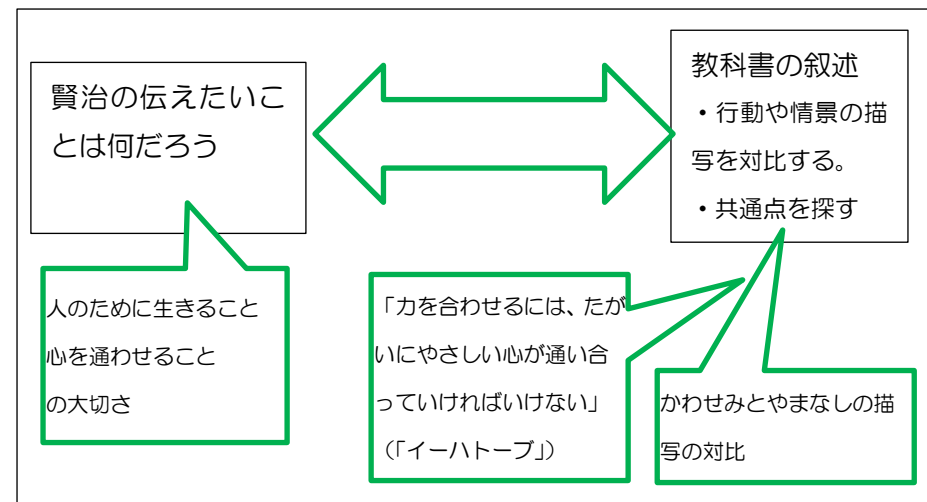 賢治の伝えたいこ
とは何だろう
教科書の叙述
・行動や情景の描
写を対比する。
・共通点を探す
人のために生きること
心を通わせること
の大切さ
「力を合わせるには、たが
いにやさしい心が通い合
っていければいけない」
（「イーハトーブ」）
かわせみとやまなしの描
写の対比